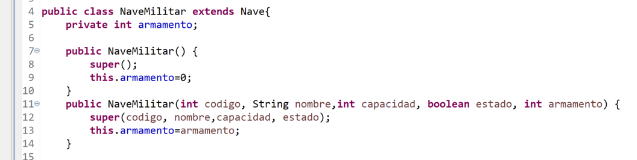 4 public class NaveMilitar extends Nave{
5 private int armamento;
6
7 public NaveMilitar() {
8 super();
9 this.armamento=0;
10 }
11 public NaveMilitar(int codigo, String nombre,int capacidad, boolean estado, int armamento) {
12 super(codigo, nombre,capacidad, estado);
13 this.armamento=armamento;
14 }
15